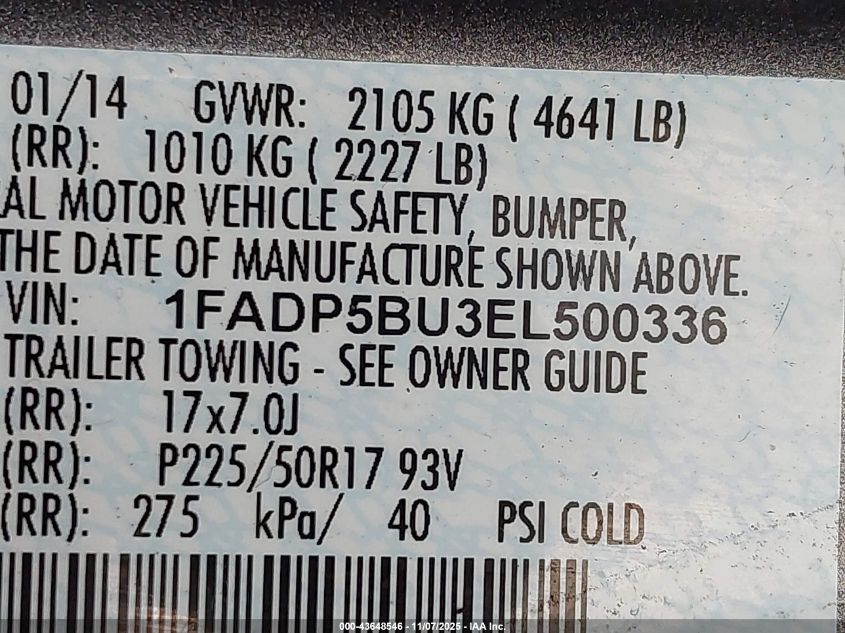 01/14 GVWR: 2105 KG ( 4641 LB)
(RR): 1010 KG ( 2227 LB)
AL MOTOR VEHICLE SAFETY, BUMPER,
THE DATE OF MANUFACTURE SHOWN ABOVE.
VIN: 1FADP5BU3EL500336
TRAILER TOWING - SEE OWNER GUIDE
(RR): 17x7.0J
(RR): P225/50R17 93V
(RR): 275 kPa/ 40 PSI COLD
000-43648546 - 11/07/2025 - IAA Inc.